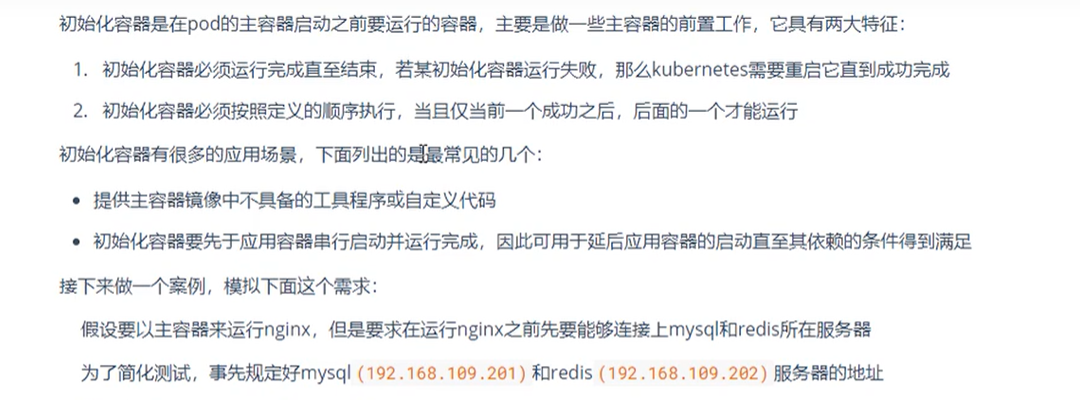 初始化容器是在pod的主容器启动之前要运行的容器，主要是做一些主容器的前置工作，它具有两大特征：
1. 初始化容器必须运行完成直至结束，若某初始化容器运行失败，那么kubernetes需要重启它直到成功完成
2. 初始化容器必须按照定义的顺序执行，当且仅当前一个成功之后，后面的一个才能运行
初始化容器有很多的应用场景，下面列出的是最常见的几个：
• 提供主容器镜像中不具备的工具程序或自定义代码
• 初始化容器要先于应用容器串行启动并运行完成，因此可用于延后应用容器的启动直至其依赖的条件得到满足
接下来做一个案例，模拟下面这个需求：
假设要以主容器来运行nginx，但是要求在运行nginx之前先要能够连接上mysql和redis所在服务器
为了简化测试，事先规定好mysql (192.168.109.201) 和redis (192.168.109.202) 服务器的地址